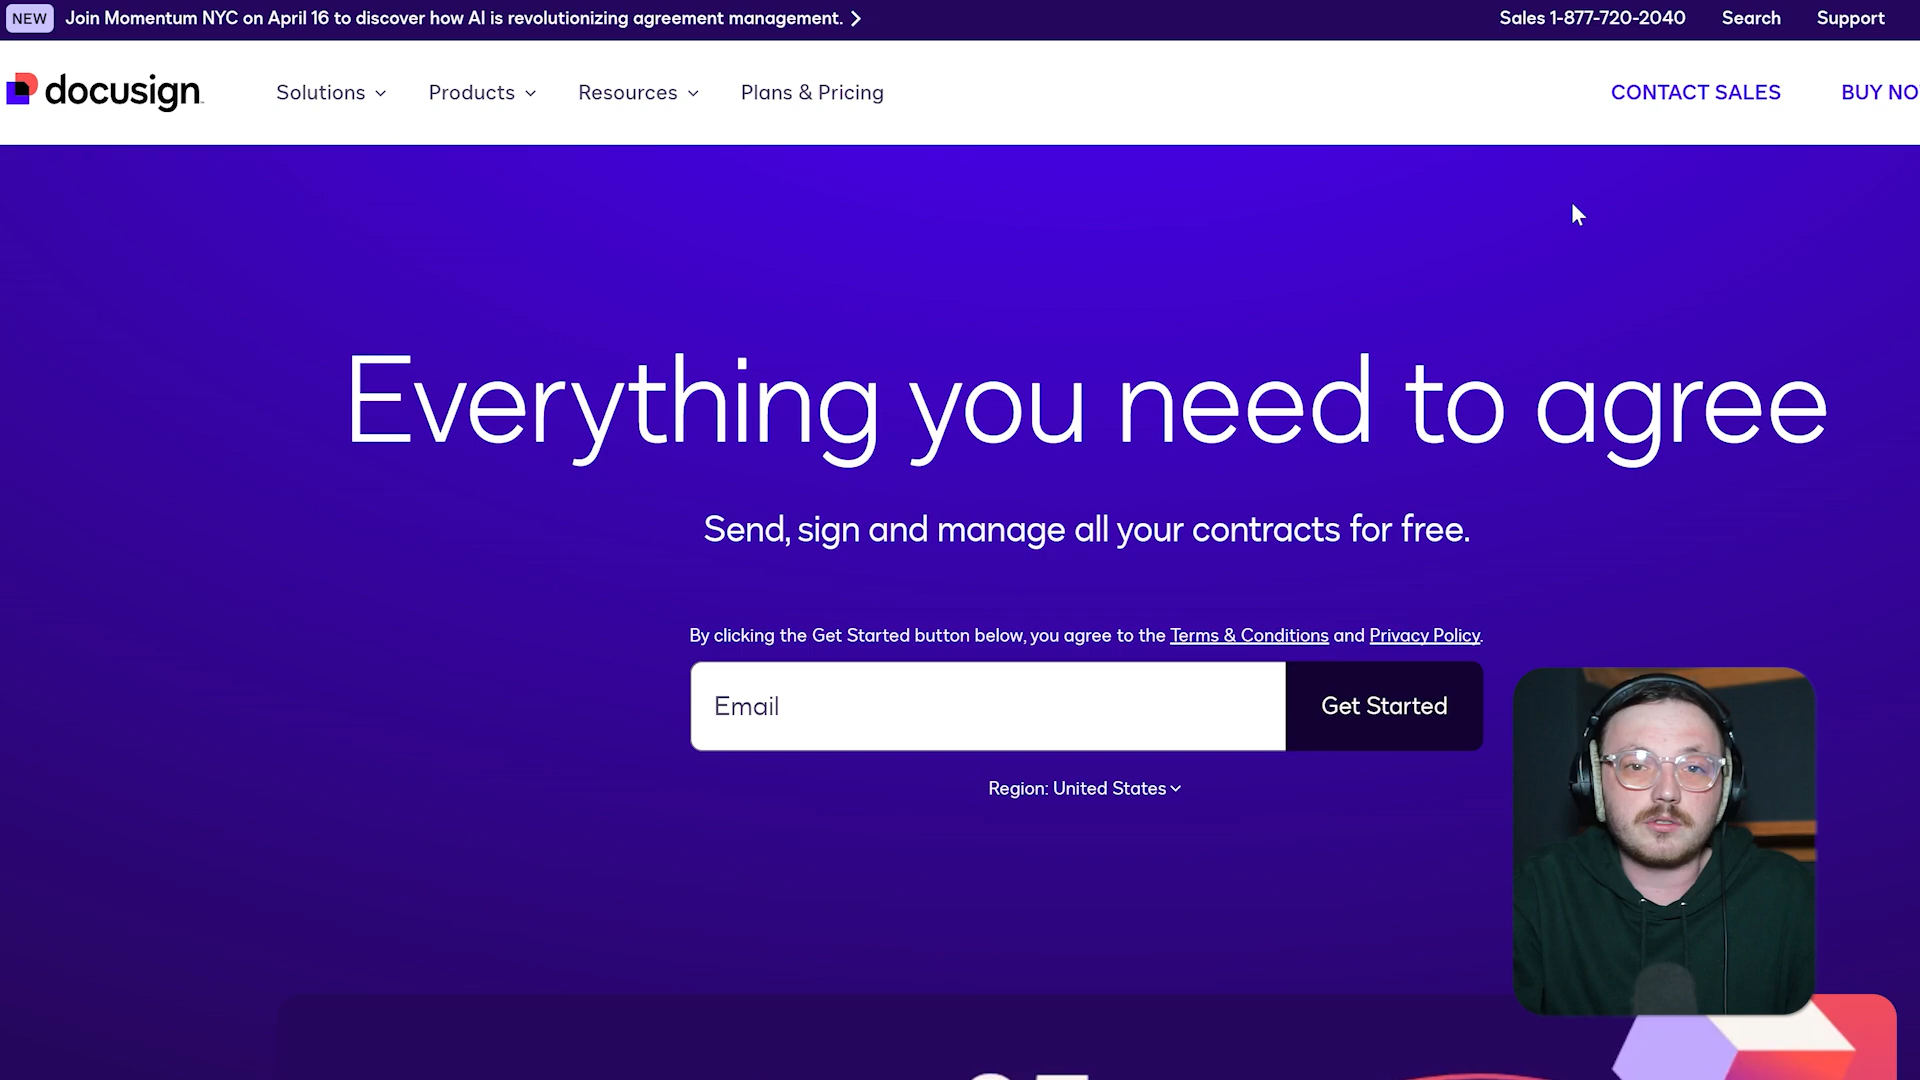 NEW Join Momentum NYC on April 16 to discover how AI is revolutionizing agreement management.
Sales 1-877-720-2040 Search Support
docusign
Solutions Products Resources Plans & Pricing
CONTACT SALES BUY NO
Everything you need to agree
Send, sign and manage all your contracts for free.
By clicking the Get Started button below, you agree to the Terms & Conditions and Privacy Policy.
Email Get Started
Region: United States